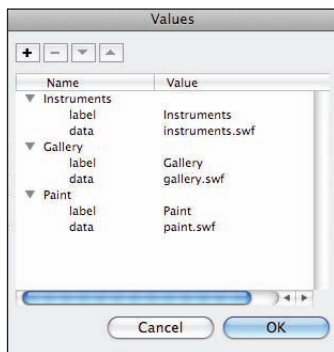 Values
Name Value
Instruments
label Instruments
data instruments.swf
Gallery
label Gallery
data gallery.swf
Paint
label Paint
data paint.swf
Cancel OK